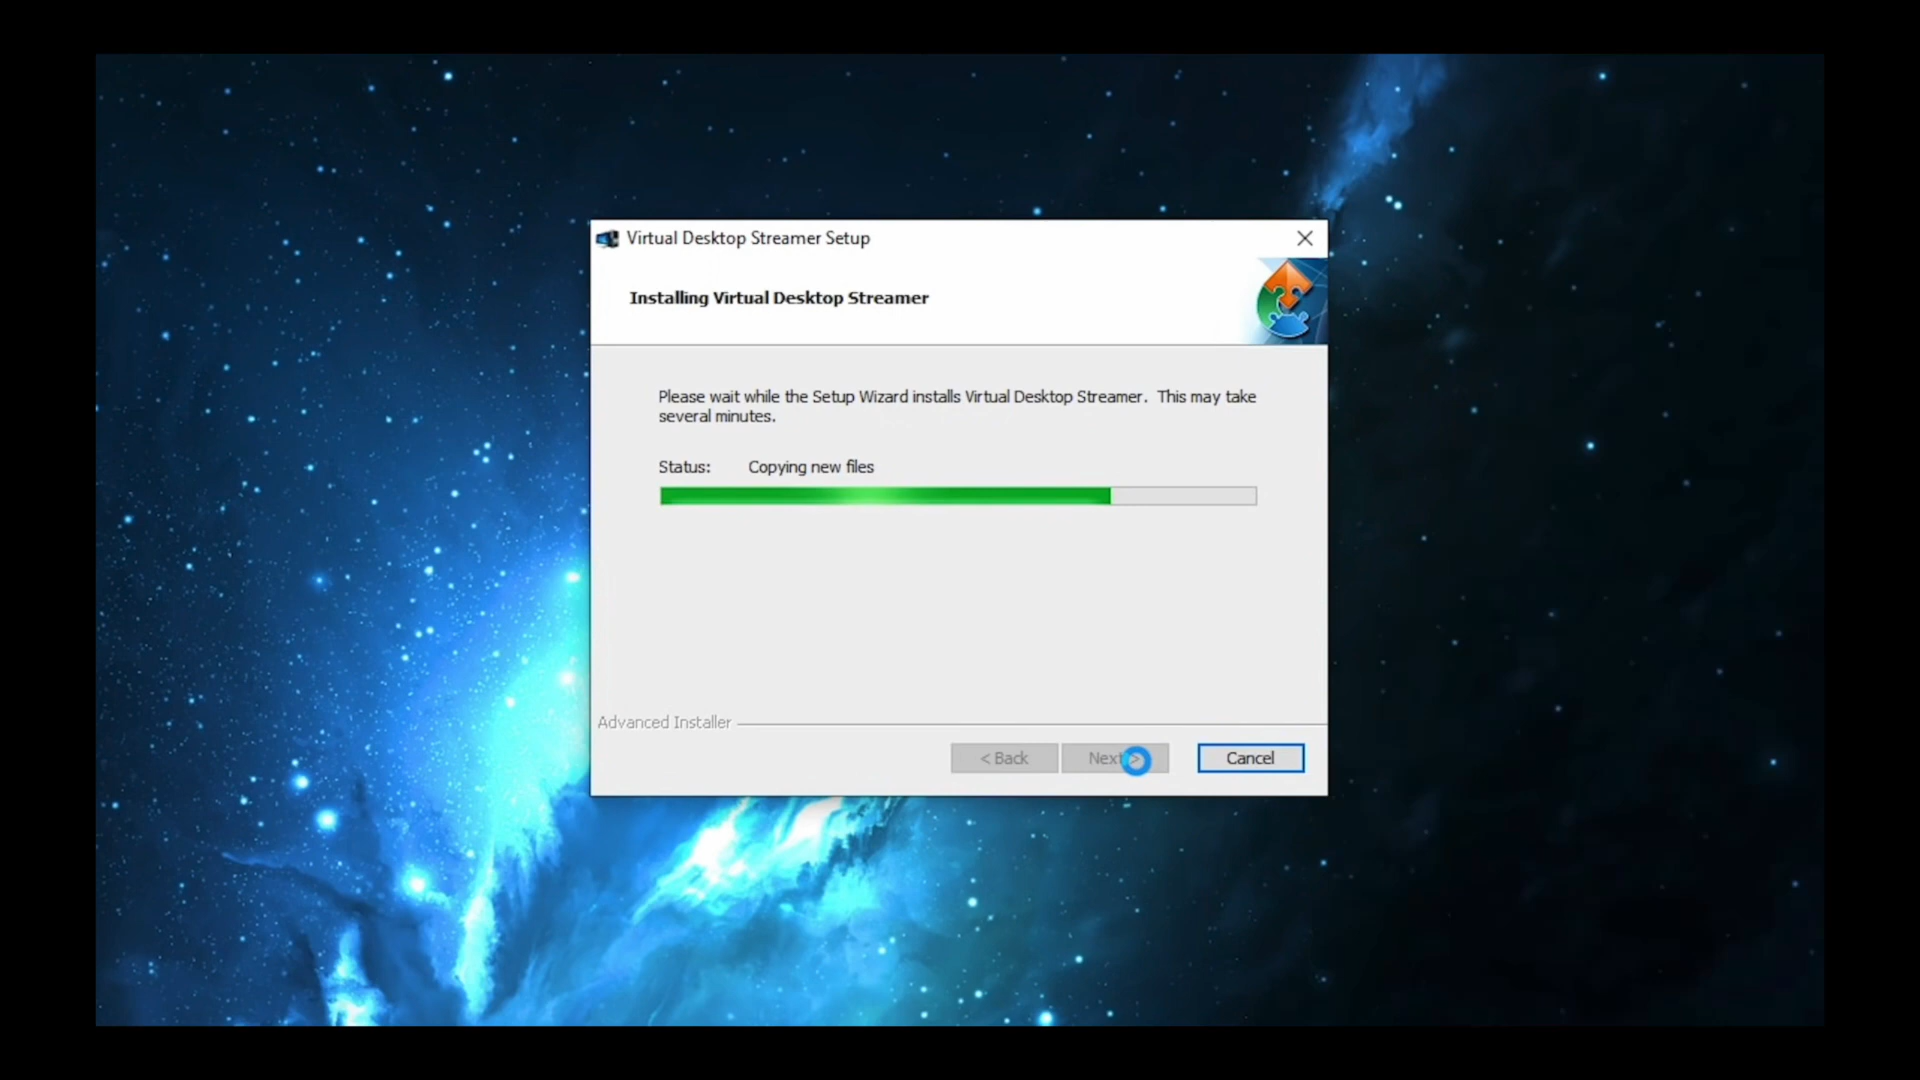 Virtual Desktop Streamer Setup
Installing Virtual Desktop Streamer
Please wait while the Setup Wizard installs Virtual Desktop Streamer. This may take
several minutes.
Status: Copying new files
Advanced Installer
< Back Next > Cancel